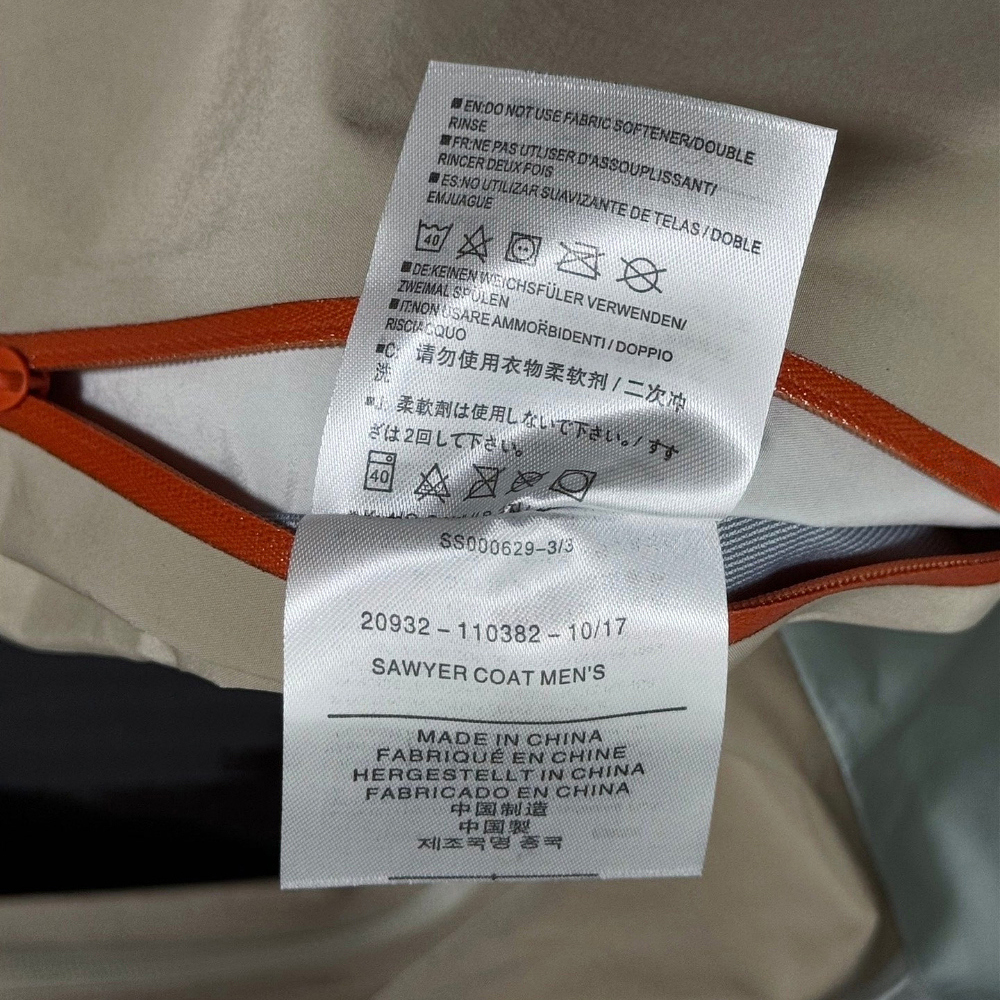 ■EN:DO NOT USE FABRIC SOFTENER/DOUBLE
RINSE
■FR:NE PAS UTLISER D'ASSOUPLISSANT/
RINCER DEUX FOIS
■ES:NO UTILIZAR SUAVIZANTE DE TELAS / DOBLE
EMJUAGUE
40
■DE:KEINEN WEICHSFÜLER VERWENDEN/
ZWEIMAL SPÜLEN
■IT:NON USARE AMMORBIDENTI / DOPPIO
RISCIACQUO
请勿使用衣物柔软剂 / 二次冲
洗
柔軟剤は使用しないで下さい。/ すす
ざは2回して下さい。
40
SS000629-3/3
20932 - 110382 - 10/17
SAWYER COAT MEN'S
MADE IN CHINA
FABRIQUÉ EN CHINE
HERGESTELLT IN CHINA
FABRICADO EN CHINA
中国制造
中国製
제조국명 중국